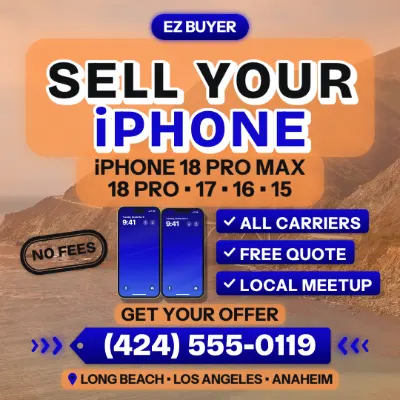 EZ BUYER
SELL YOUR
iPHONE
iPHONE 18 PRO MAX
18 PRO • 17 • 16 • 15
NO FEES
9:41
9:41
✓ ALL CARRIERS
✓ FREE QUOTE
✓ LOCAL MEETUP
GET YOUR OFFER
(424) 555-0119
LONG BEACH • LOS ANGELES • ANAHEIM